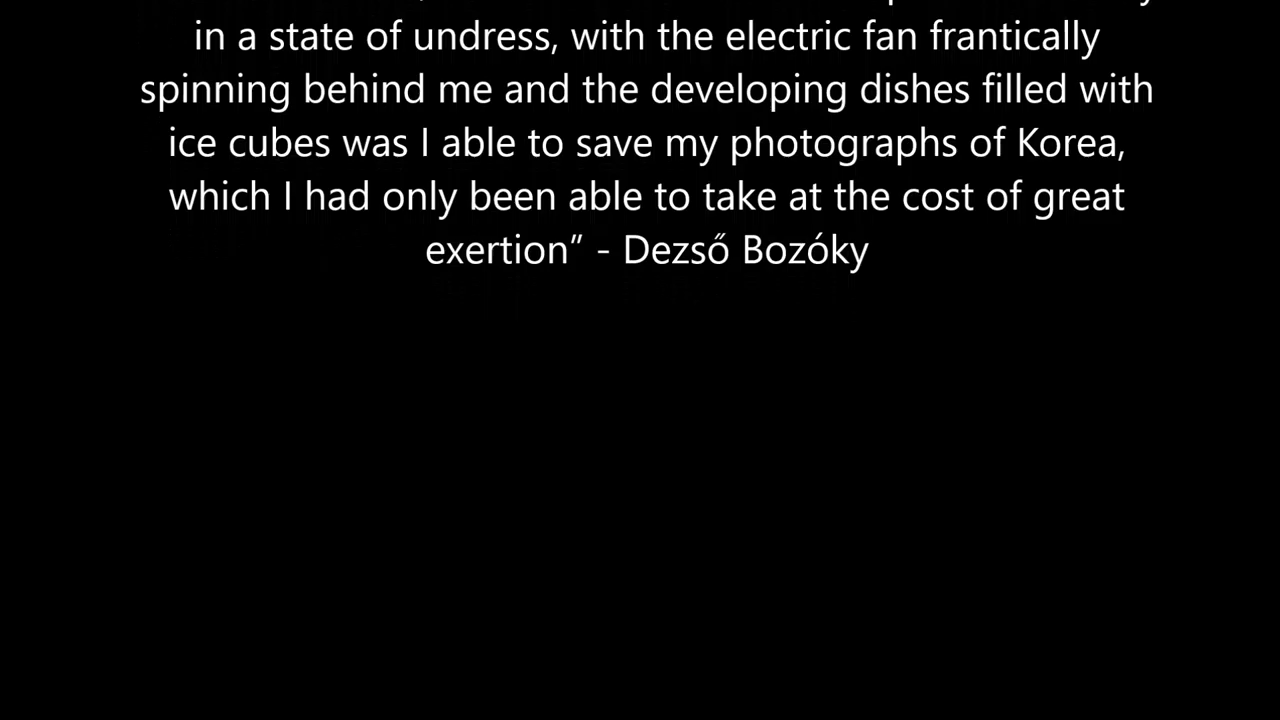 in a state of undress, with the electric fan frantically
spinning behind me and the developing dishes filled with
ice cubes was I able to save my photographs of Korea,
which I had only been able to take at the cost of great
exertion” - Dezső Bozóky